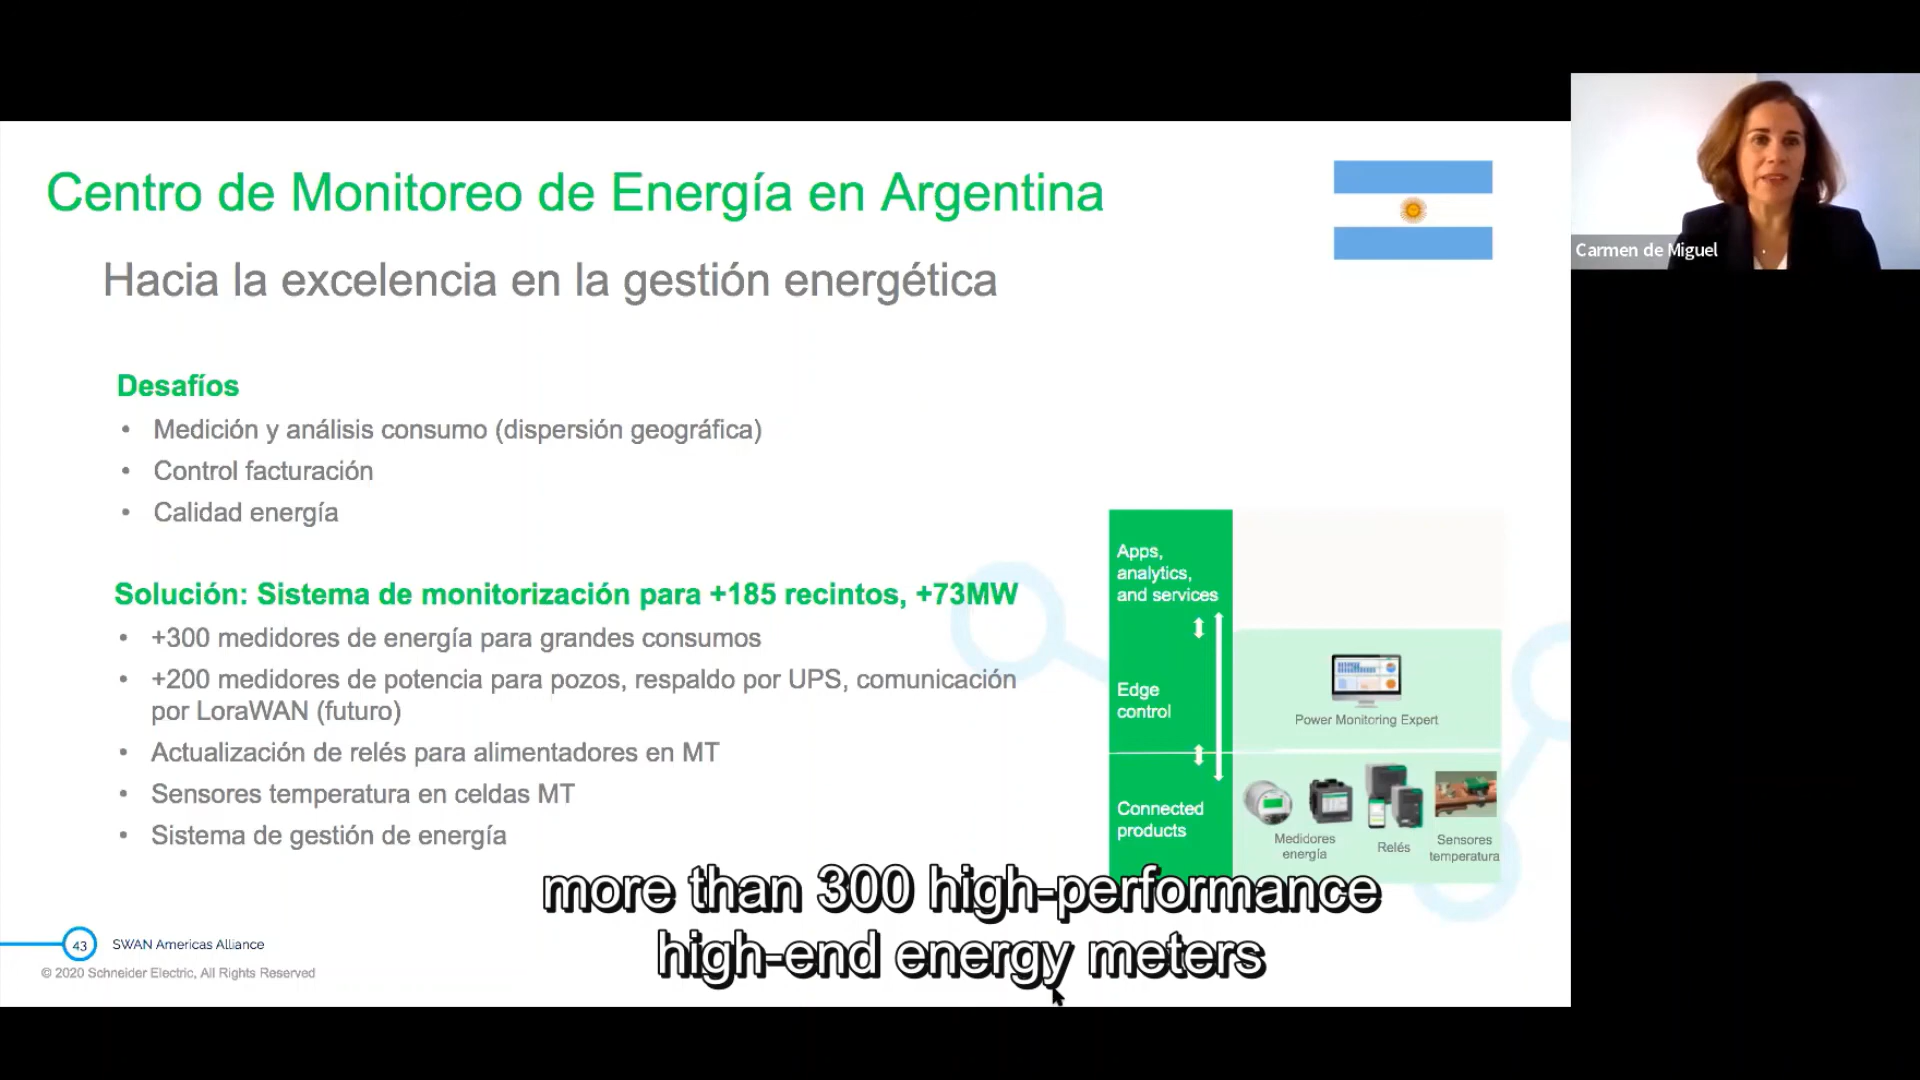 Centro de Monitoreo de Energía en Argentina
Hacia la excelencia en la gestión energética
Carmen de Miguel
Desafíos
• Medición y análisis consumo (dispersión geográfica)
• Control facturación
• Calidad energía
Solución: Sistema de monitorización para +185 recintos, +73MW
• +300 medidores de energía para grandes consumos
• +200 medidores de potencia para pozos, respaldo por UPS, comunicación
por LoraWAN (futuro)
• Actualización de relés para alimentadores en MT
• Sensores temperatura en celdas MT
• Sistema de gestión de energía
Apps,
analytics,
and services
Edge
control
Power Monitoring Expert
Connected
products
Medidores
energía
Relés
Sensores
temperatura
more than 300 high-performance
high-end energy meters
43
SWAN Americas Alliance
© 2020 Schneider Electric, All Rights Reserved